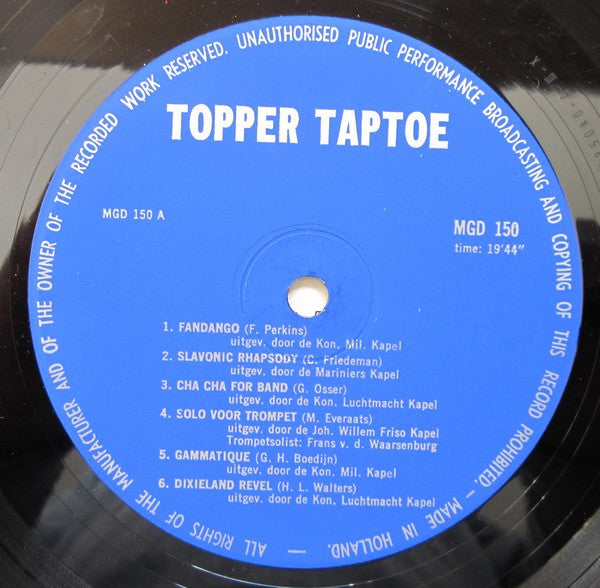 ALL RIGHTS OF THE MANUFACTURER AND OF THE OWNER OF THE RECORDED WORK RESERVED. UNAUTHORISED PUBLIC PERFORMANCE BROADCASTING AND COPYING OF THIS RECORD PROHIBITED. – MADE IN HOLLAND. –
TOPPER TAPTOE
MGD 150 A
MGD 150
time: 19'44"
1. FANDANGO (F. Perkins)
uitgev. door de Kon. Mil. Kapel
2. SLAVONIC RHAPSODY (C. Friedeman)
uitgev. door de Mariniers Kapel
3. CHA CHA FOR BAND (G. Osser)
uitgev. door de Kon. Luchtmacht Kapel
4. SOLO VOOR TROMPET (M. Everaats)
uitgev. door de Joh. Willem Friso Kapel
Trompetsolist: Frans v. d. Waarsenburg
5. GAMMATIQUE (G. H. Boedijn)
uitgev. door de Kon. Mil. Kapel
6. DIXIELAND REVEL (H. L. Walters)
uitgev. door de Kon. Luchtmacht Kapel